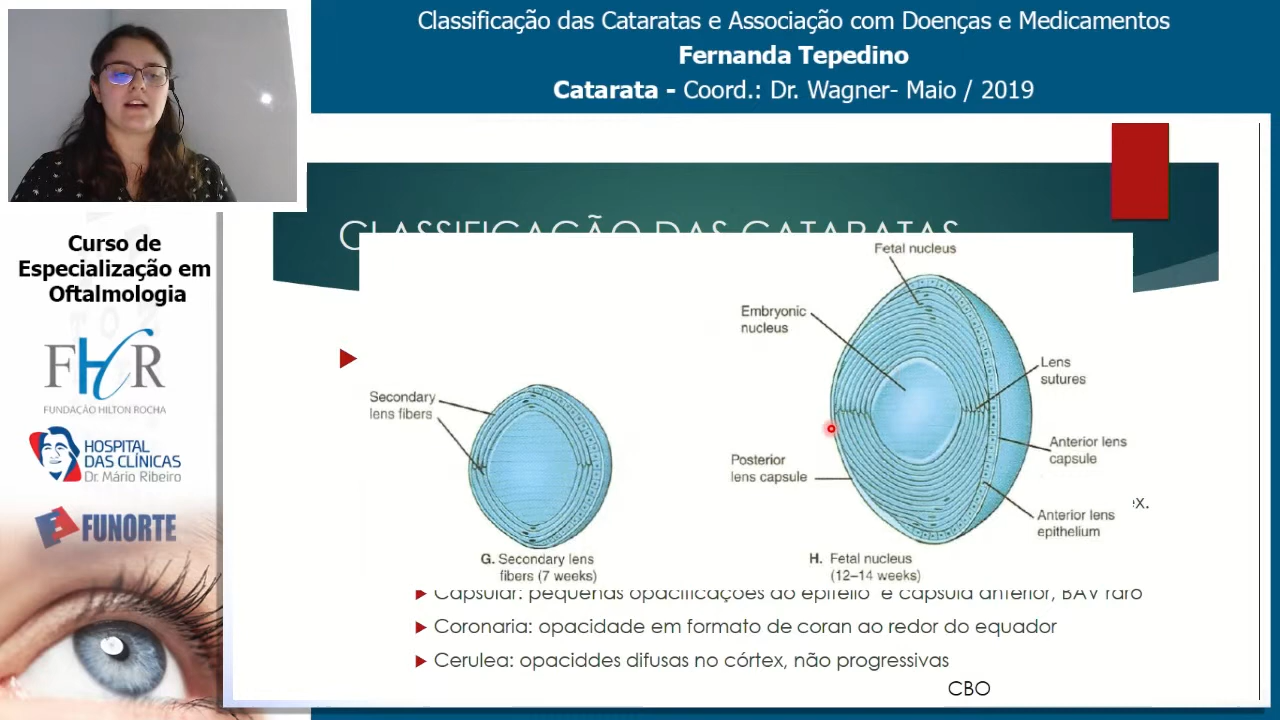 Classificação das Cataratas e Associação com Doenças e Medicamentos
Fernanda Tepedino
Catarata - Coord.: Dr. Wagner- Maio / 2019
Curso de
Especialização em
Oftalmologia
FHR
FUNDAÇÃO HILTON ROCHA
HOSPITAL
DAS CLÍNICAS
Dr. Mário Ribeiro
FUNORTE
CLASSIFICAÇÃO DAS CATARATAS
Fetal nucleus
Embryonic
nucleus
Lens
sutures
Secondary
lens fibers
Anterior lens
capsule
Posterior
lens capsule
Anterior lens
epithelium
ex.
G. Secondary lens
fibers (7 weeks)
H. Fetal nucleus
(12–14 weeks)
Capsular: pequenas opacificações do epitélio e cápsula anterior, BAV raro
Coronaria: opacidade em formato de coran ao redor do equador
Cerulea: opaciddes difusas no córtex, não progressivas
CBO